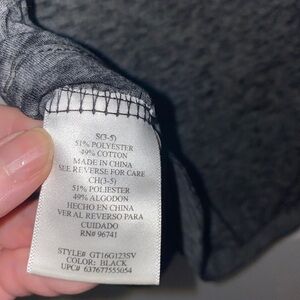 S(3-5)
51% POLYESTER
49% COTTON
MADE IN CHINA
SEE REVERSE FOR CARE
CH(3-5)
51% POLIESTER
49% ALGODON
HECHO EN CHINA
VER AL REVERSO PARA
CUIDADO
RN# 96741
STYLE# GT16G123SV
COLOR: BLACK
UPC# 637677555054